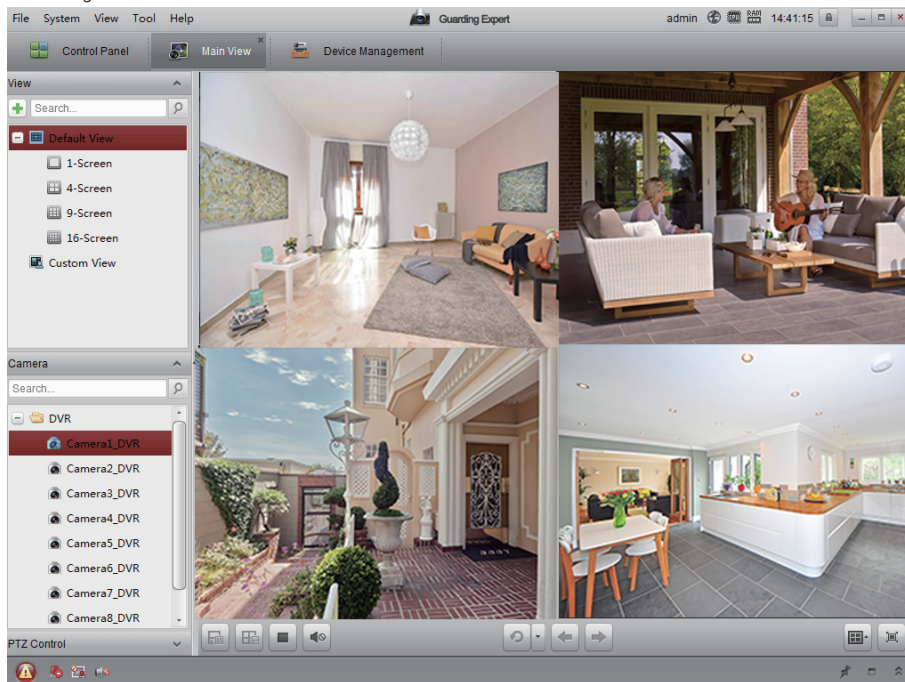 File System View Tool Help Guarding Expert admin RAM 14:41:15
Control Panel Main View Device Management
View
Search...
Default View
1-Screen
4-Screen
9-Screen
16-Screen
Custom View
Camera
Search...
DVR
Camera1_DVR
Camera2_DVR
Camera3_DVR
Camera4_DVR
Camera5_DVR
Camera6_DVR
Camera7_DVR
Camera8_DVR
PTZ Control